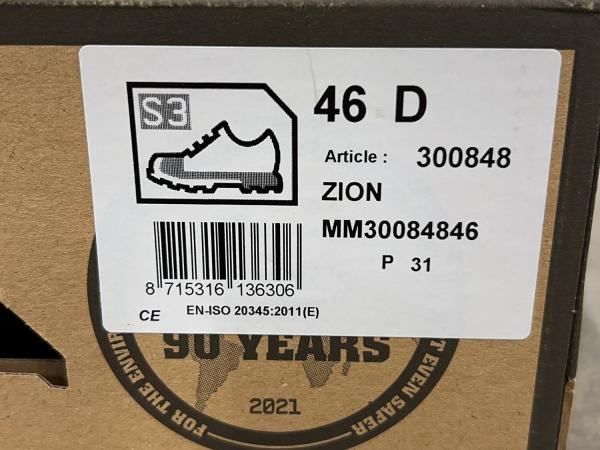 S3
46 D
Article : 300848
ZION
MM30084846
P 31
8 715316 136306
CE EN-ISO 20345:2011(E)
90 YEARS
2021
FOR THE ENVIR
T EVEN SAFER